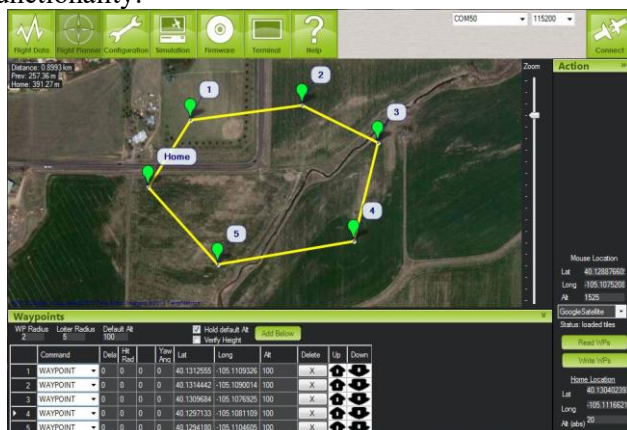 unctionality.
COM50 115200
Flight Data Flight Planner Configuration Simulation Firmware Terminal Help Connect
Distance: 0.8993 km
Prev: 257.36 m
Home: 391.27 m
Zoom
Action
1
2
3
Home
4
5
Mouse Location
Lat 40.12887660
Long -105.1075208
Alt 1525
GoogleSatellite
Status: loaded tiles
Read WPs
Write WPs
Home Location
Lat 40.13040239
Long -105.1116621
Alt (abs) 20
Waypoints
WP Radius Loiter Radius Default Alt
2 5 100
Hold default Alt
Verify Height
Add Below
Command Dela Hit Rad Yaw Ang Lat Long Alt Delete Up Down
1 WAYPOINT 0 0 0 0 40.1312555 -105.1109326 100 X
2 WAYPOINT 0 0 0 0 40.1314442 -105.1090014 100 X
3 WAYPOINT 0 0 0 0 40.1309684 -105.1076925 100 X
4 WAYPOINT 0 0 0 0 40.1297133 -105.1081109 100 X
5 WAYPOINT 0 0 0 0 40.1294180 -105.1104605 100 X